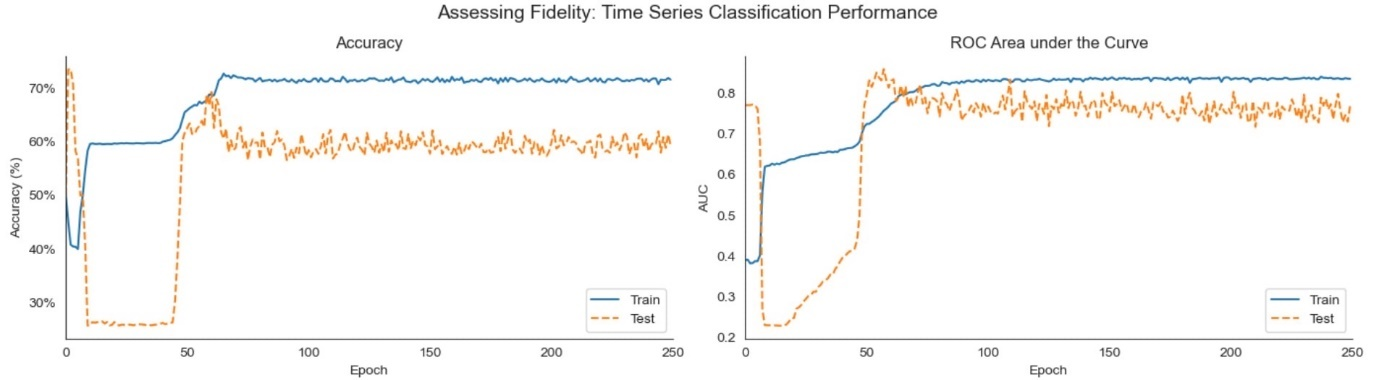 Assessing Fidelity: Time Series Classification Performance
Accuracy
70%
60%
50%
40%
30%
Accuracy (%)
0 50 100 150 200 250
Epoch
Train
Test
ROC Area under the Curve
0.8
0.7
0.6
0.5
0.4
0.3
0.2
AUC
0 50 100 150 200 250
Epoch
Train
Test